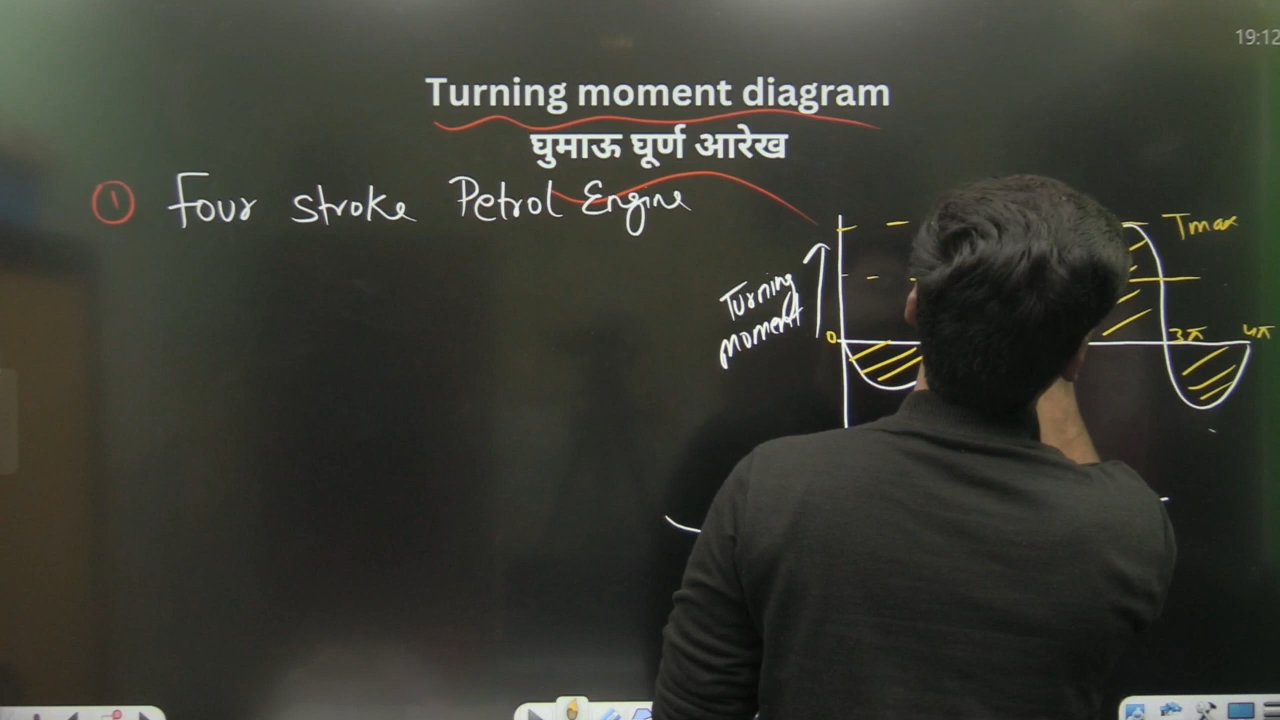 19:12
Turning moment diagram
घुमाऊ घूर्ण आरेख
① Four stroke Petrol Engine
Tmax
Turning
moment
0
3π 4π